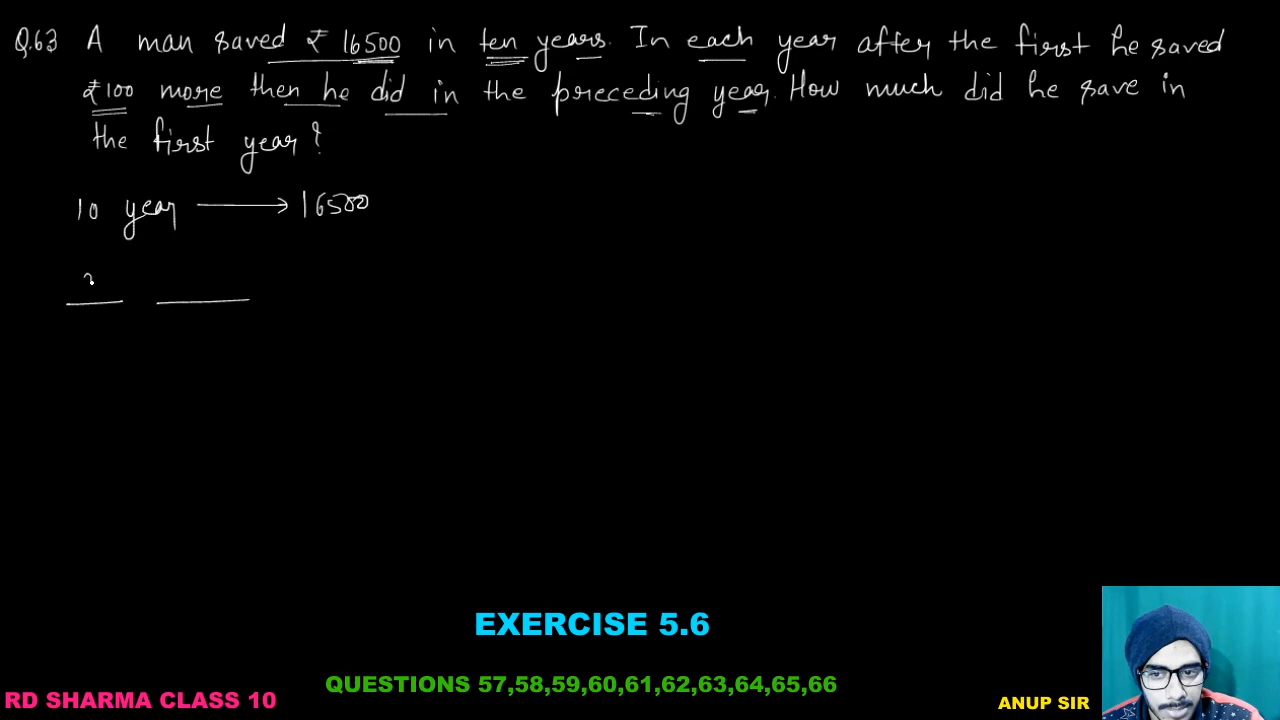 Q.63 A man saved ₹ 16500 in ten years. In each year after the first he saved
₹100 more then he did in the preceding year. How much did he save in
the first year?
10 year → 16500
?
EXERCISE 5.6
QUESTIONS 57,58,59,60,61,62,63,64,65,66
RD SHARMA CLASS 10
ANUP SIR